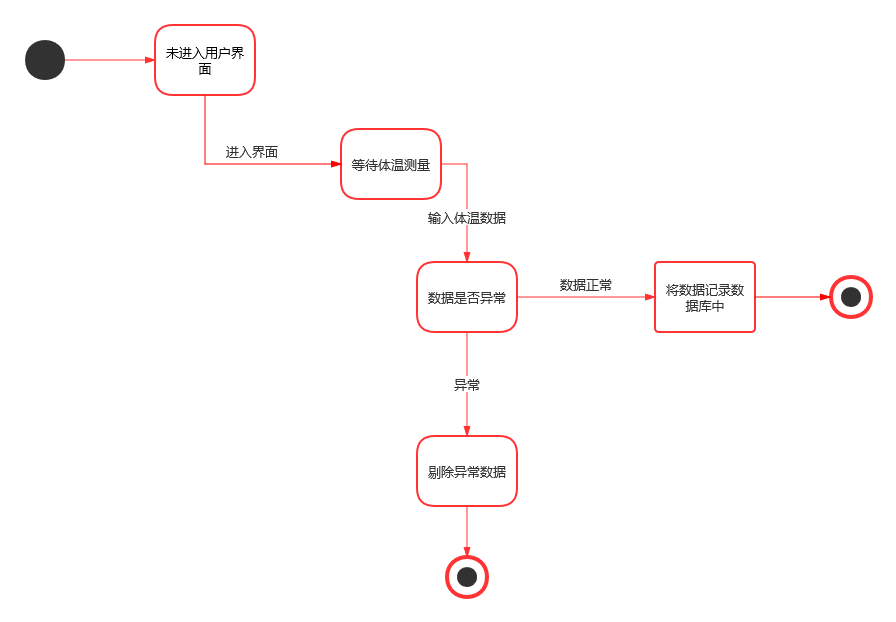 未进入用户界
面
进入界面
等待体温测量
输入体温数据
数据是否异常
数据正常
将数据记录数
据库中
异常
剔除异常数据